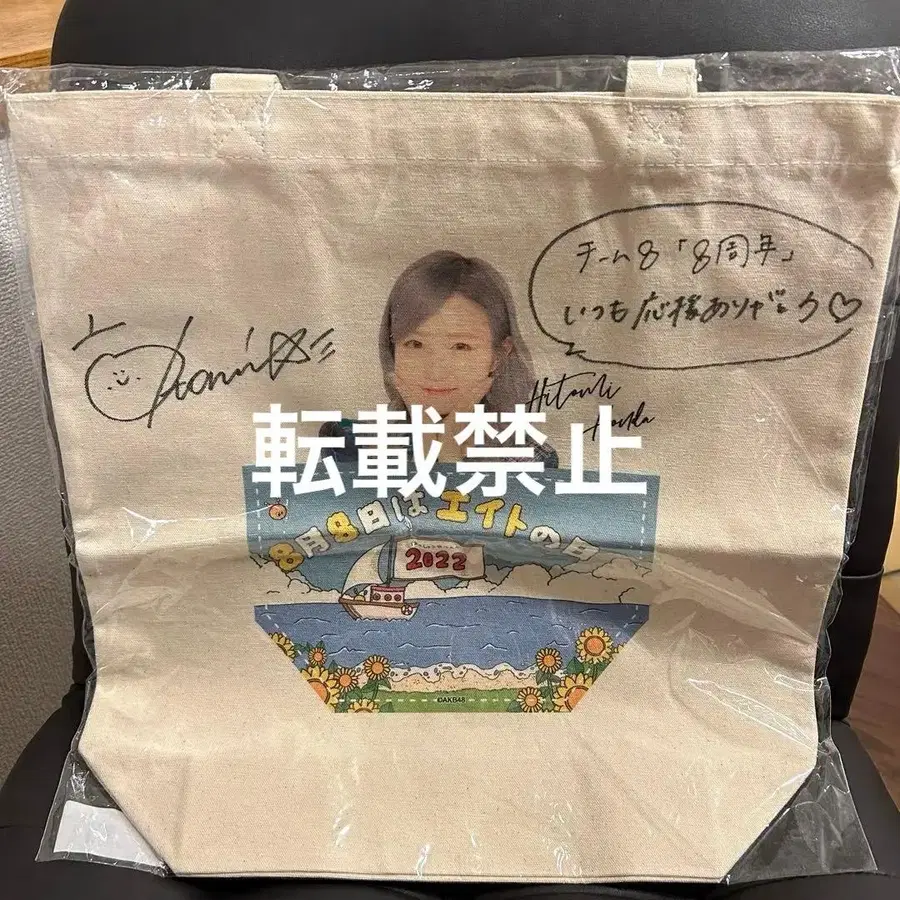 チーム8「8周年」
いつも応援ありがとう♡
Hitomi
Honda
転載禁止
8月8日は エイトの日
2022
©AKB48